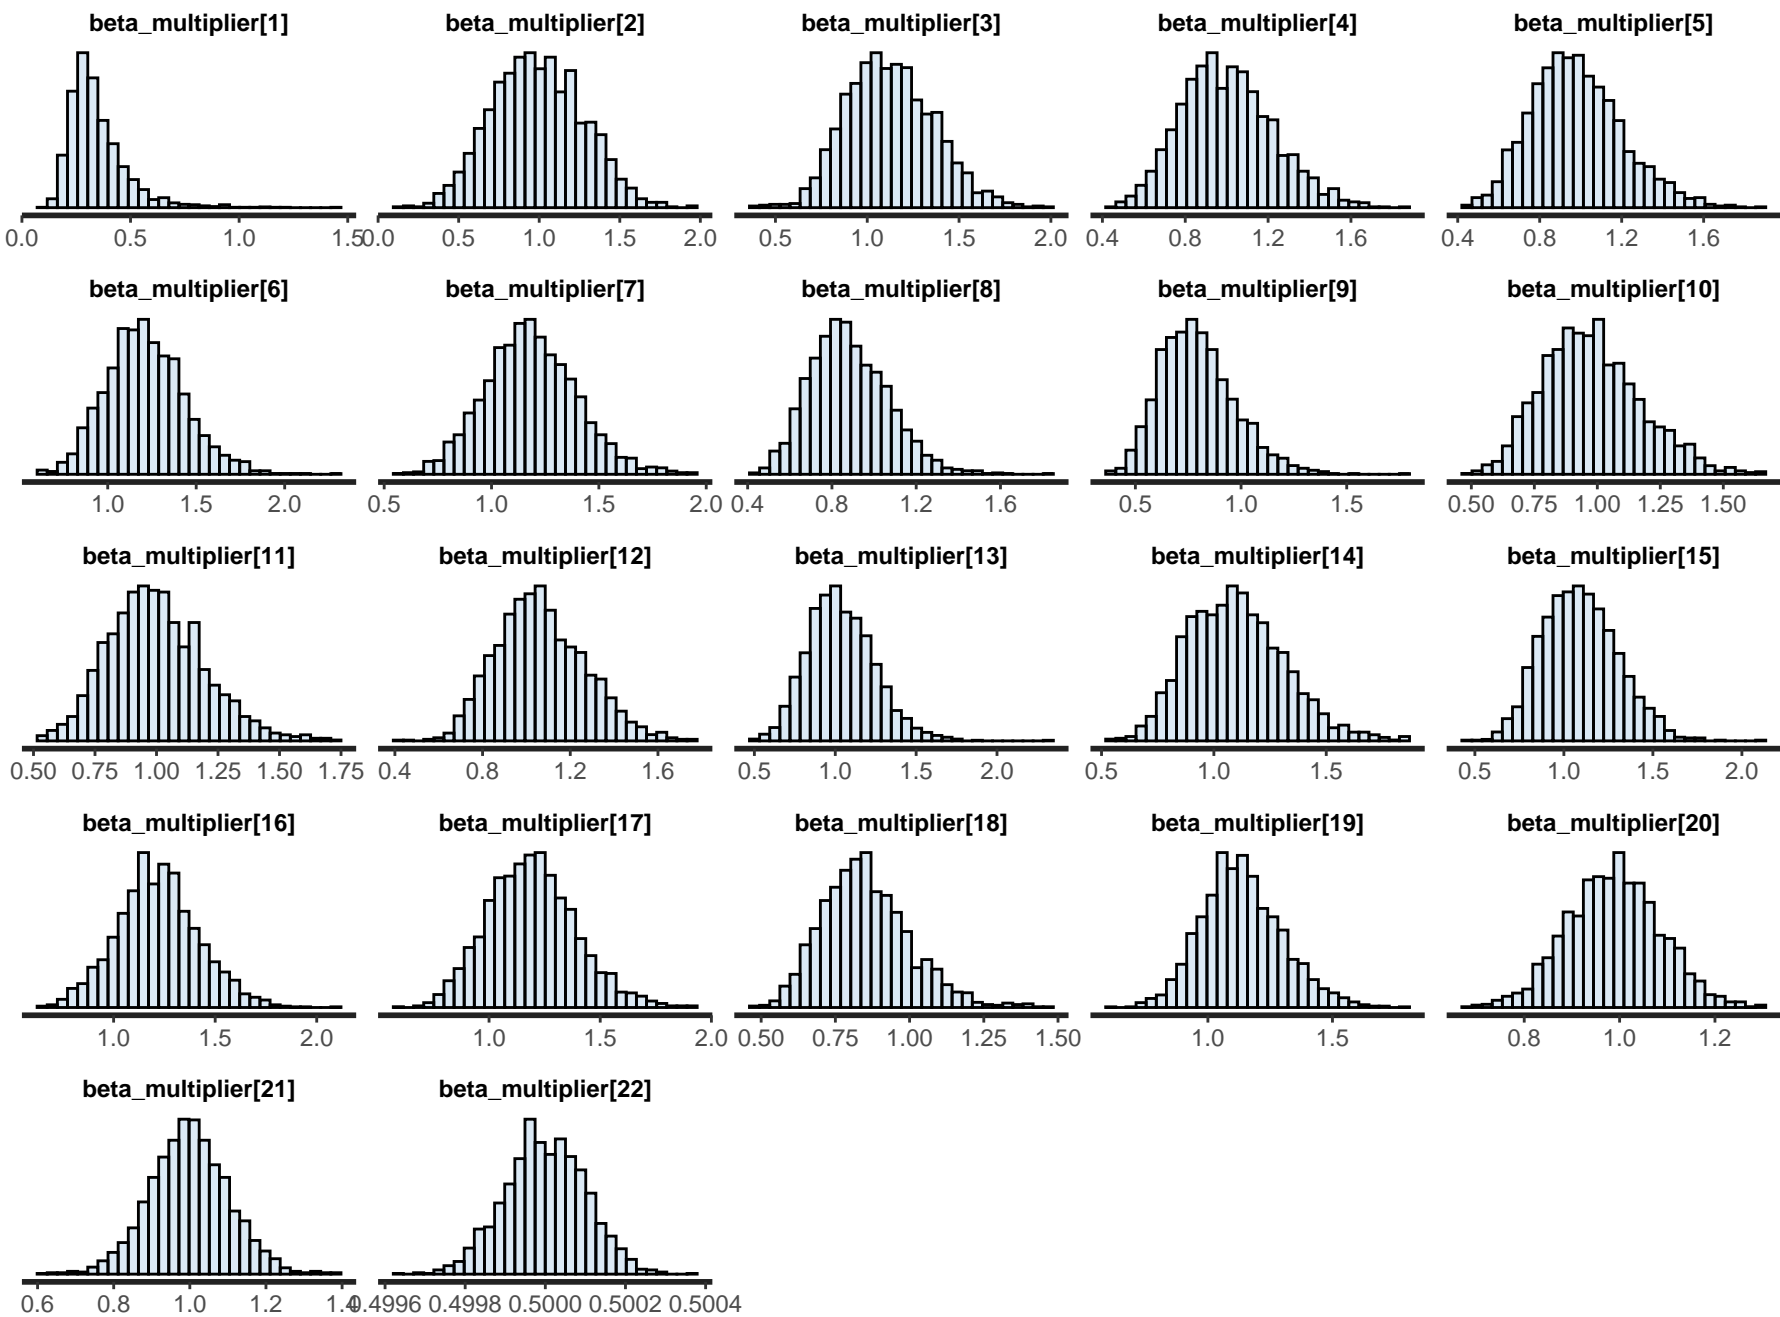 beta_multiplier[1] beta_multiplier[2] beta_multiplier[3] beta_multiplier[4] beta_multiplier[5]
0.0 0.5 1.0 1.5 0.0 0.5 1.0 1.5 2.0 0.5 1.0 1.5 2.0 0.4 0.8 1.2 1.6 0.4 0.8 1.2 1.6
beta_multiplier[6] beta_multiplier[7] beta_multiplier[8] beta_multiplier[9] beta_multiplier[10]
1.0 1.5 2.0 0.5 1.0 1.5 2.0 0.4 0.8 1.2 1.6 0.5 1.0 1.5 0.50 0.75 1.00 1.25 1.50
beta_multiplier[11] beta_multiplier[12] beta_multiplier[13] beta_multiplier[14] beta_multiplier[15]
0.50 0.75 1.00 1.25 1.50 1.75 0.4 0.8 1.2 1.6 0.5 1.0 1.5 2.0 0.5 1.0 1.5 0.5 1.0 1.5 2.0
beta_multiplier[16] beta_multiplier[17] beta_multiplier[18] beta_multiplier[19] beta_multiplier[20]
1.0 1.5 2.0 1.0 1.5 2.0 0.50 0.75 1.00 1.25 1.50 1.0 1.5 0.8 1.0 1.2
beta_multiplier[21] beta_multiplier[22]
0.6 0.8 1.0 1.2 1.4 0.4996 0.4998 0.5000 0.5002 0.5004